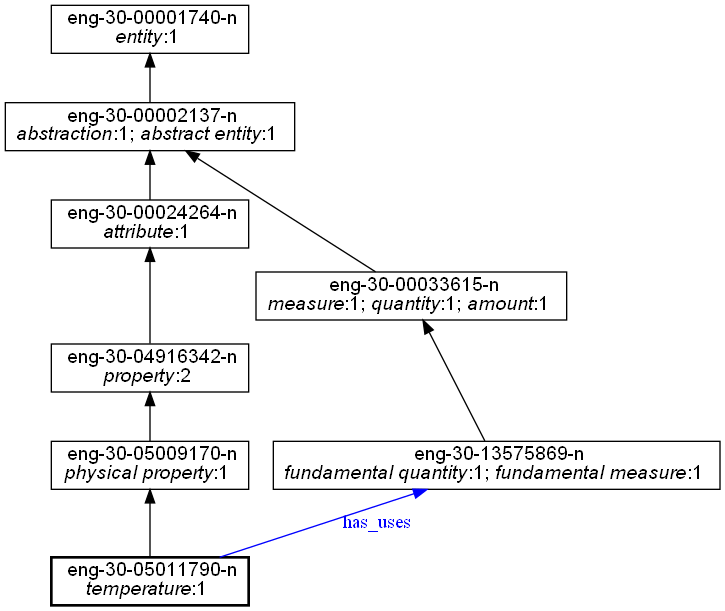 eng-30-00001740-n
entity:1
eng-30-00002137-n
abstraction:1; abstract entity:1
eng-30-00024264-n
attribute:1
eng-30-00033615-n
measure:1; quantity:1; amount:1
eng-30-04916342-n
property:2
eng-30-05009170-n
physical property:1
eng-30-13575869-n
fundamental quantity:1; fundamental measure:1
has_uses
eng-30-05011790-n
temperature:1